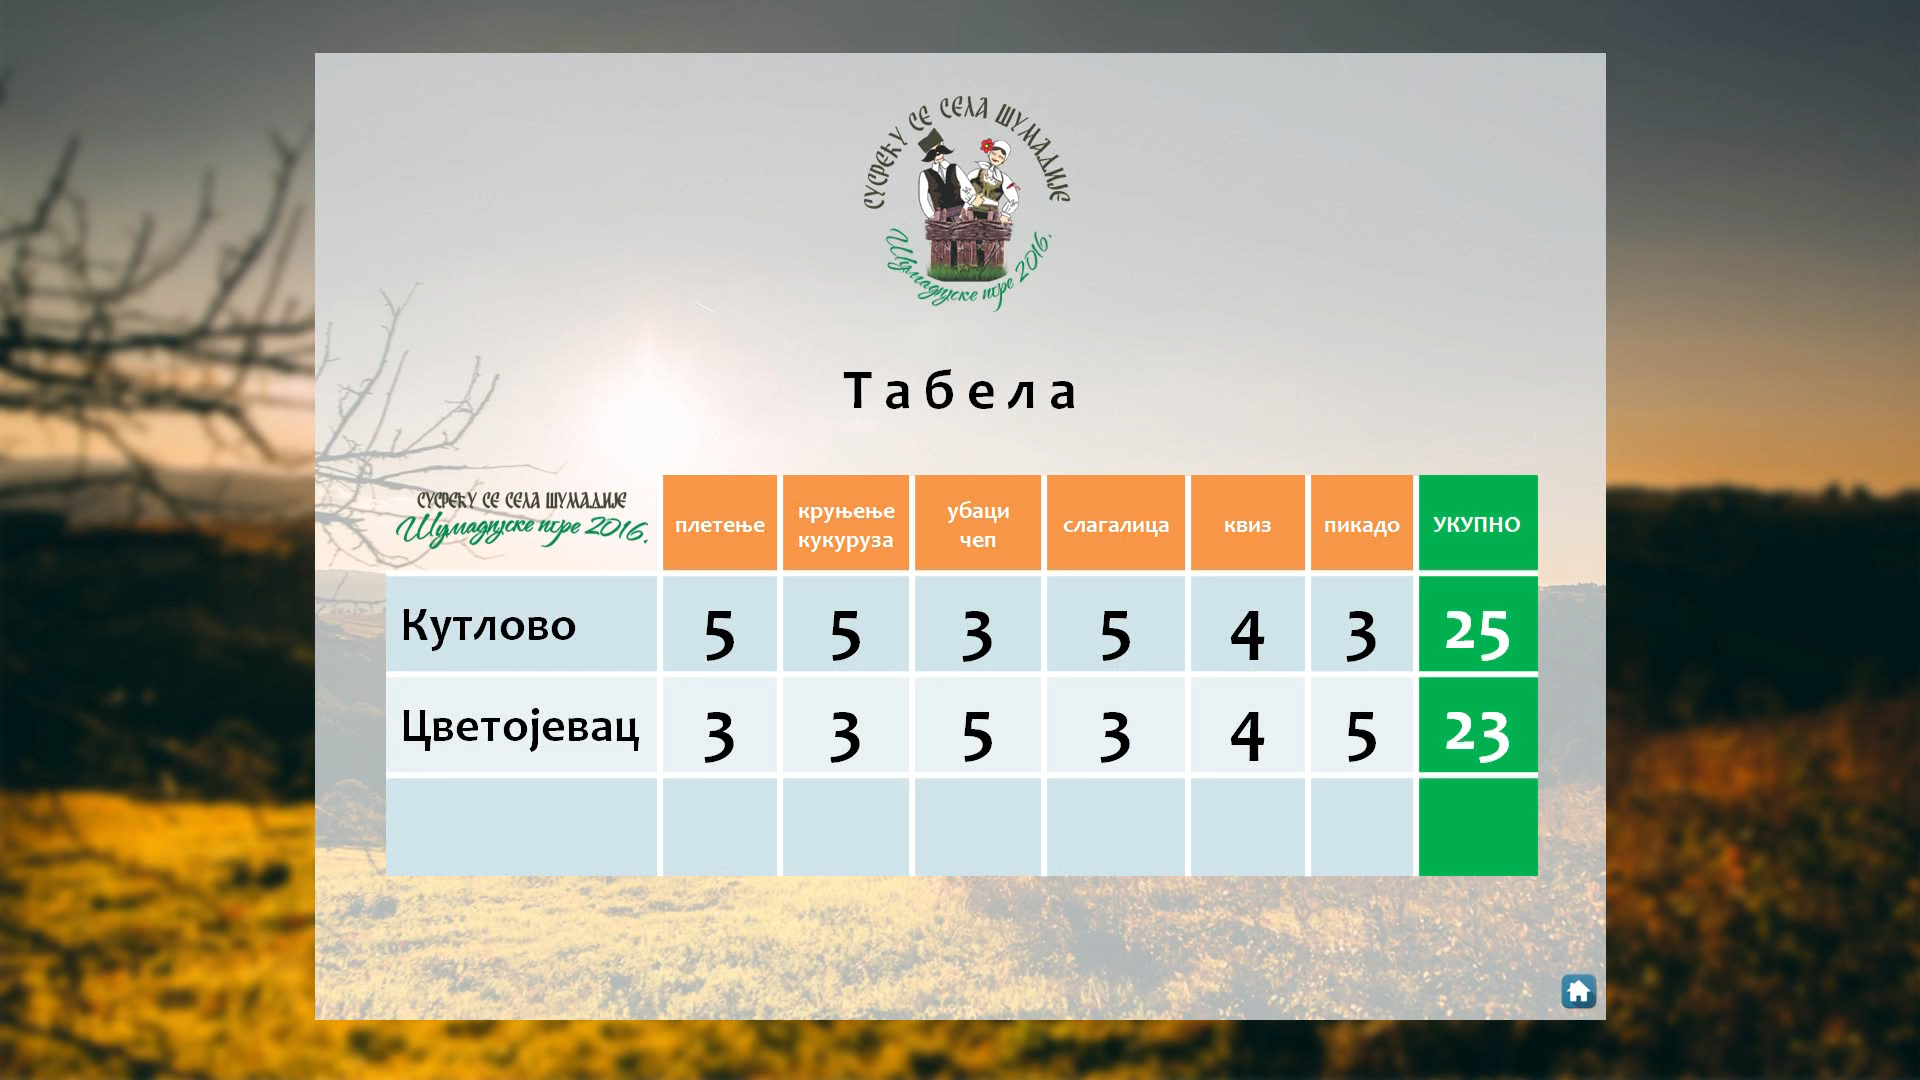 СУСРЕЋУ СЕ СЕЛА ШУМАДИЈЕ
Шумадијске игре 2016.
Табела
СУСРЕЋУ СЕ СЕЛА ШУМАДИЈЕ
Шумадијске игре 2016.
плетење круњење кукуруза убаци чеп слагалица квиз пикадо УКУПНО
Кутлово 5 5 3 5 4 3 25
Цветојевац 3 3 5 3 4 5 23